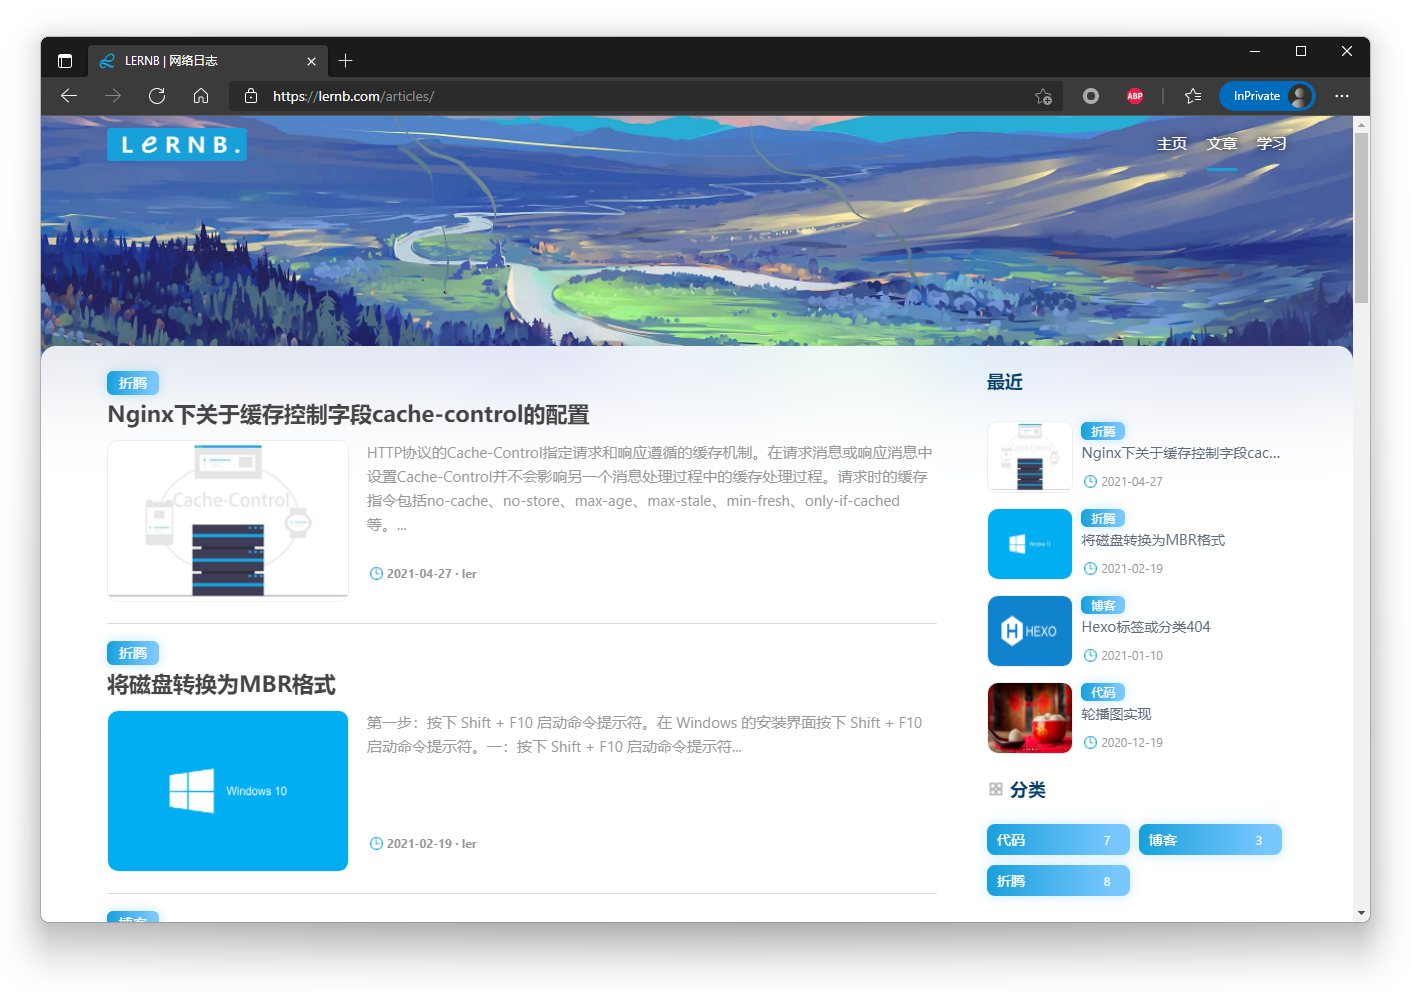 LERNB | 网络日志
https://lernb.com/articles/
ABP
InPrivate
LeRNB.
主页 文章 学习
折腾
Nginx下关于缓存控制字段cache-control的配置
Cache-Control
HTTP协议的Cache-Control指定请求和响应遵循的缓存机制。在请求消息或响应消息中
设置Cache-Control并不会影响另一个消息处理过程中的缓存处理过程。请求时的缓存
指令包括no-cache、no-store、max-age、max-stale、min-fresh、only-if-cached
等。...
2021-04-27 · ler
折腾
将磁盘转换为MBR格式
Windows 10
第一步：按下 Shift + F10 启动命令提示符。在 Windows 的安装界面按下 Shift + F10
启动命令提示符。一：按下 Shift + F10 启动命令提示符...
2021-02-19 · ler
博客
最近
Cache-Control
折腾
Nginx下关于缓存控制字段cac...
2021-04-27
Windows 10
折腾
将磁盘转换为MBR格式
2021-02-19
HEXO
博客
Hexo标签或分类404
2021-01-10
代码
轮播图实现
2020-12-19
分类
代码 7
博客 3
折腾 8